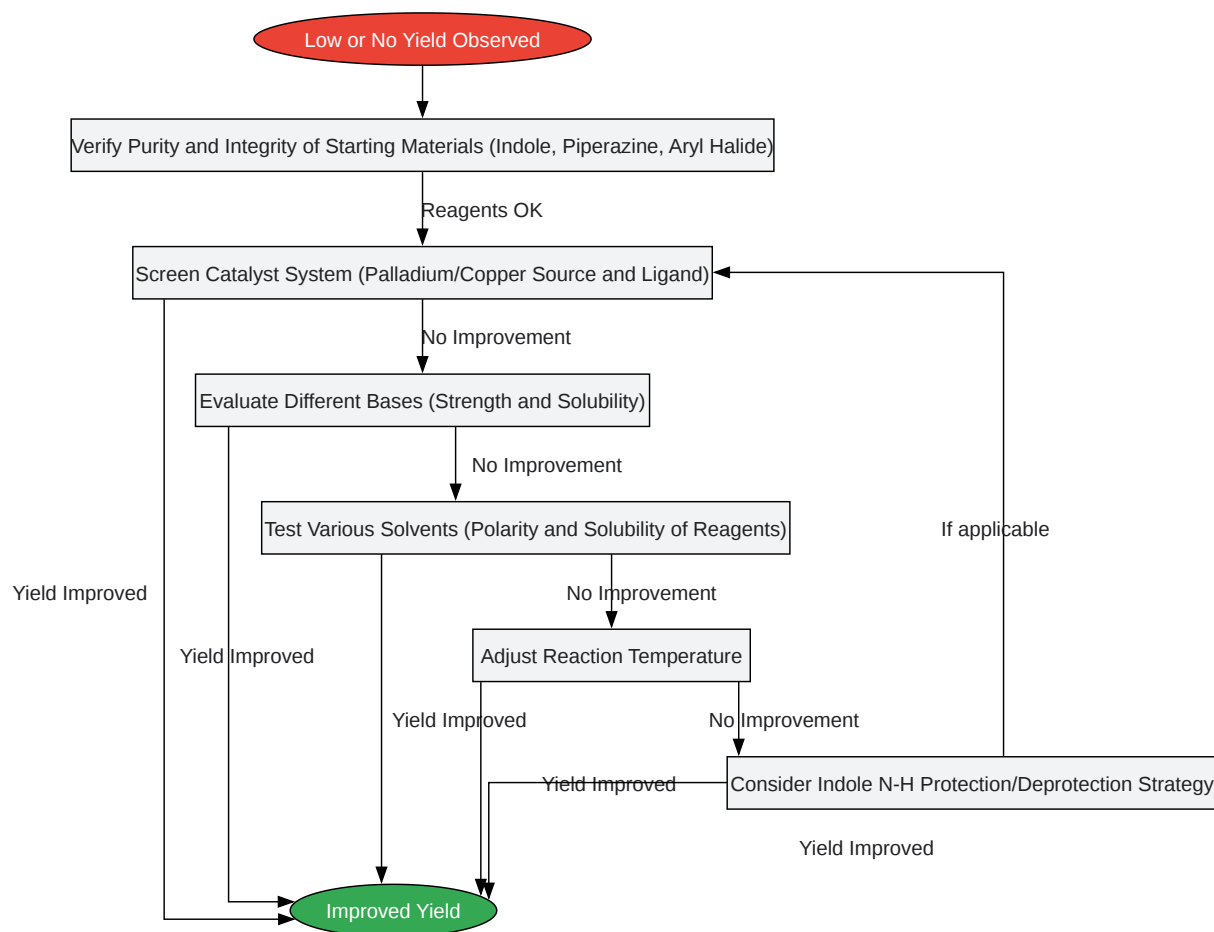 Low or No Yield Observed
Verify Purity and Integrity of Starting Materials (Indole, Piperazine, Aryl Halide)
Reagents OK
Screen Catalyst System (Palladium/Copper Source and Ligand)
No Improvement
Evaluate Different Bases (Strength and Solubility)
No Improvement
Test Various Solvents (Polarity and Solubility of Reagents)
If applicable
Yield Improved
No Improvement
Yield Improved
Adjust Reaction Temperature
Yield Improved
No Improvement
Yield Improved
Consider Indole N-H Protection/Deprotection Strategy
Yield Improved
Improved Yield